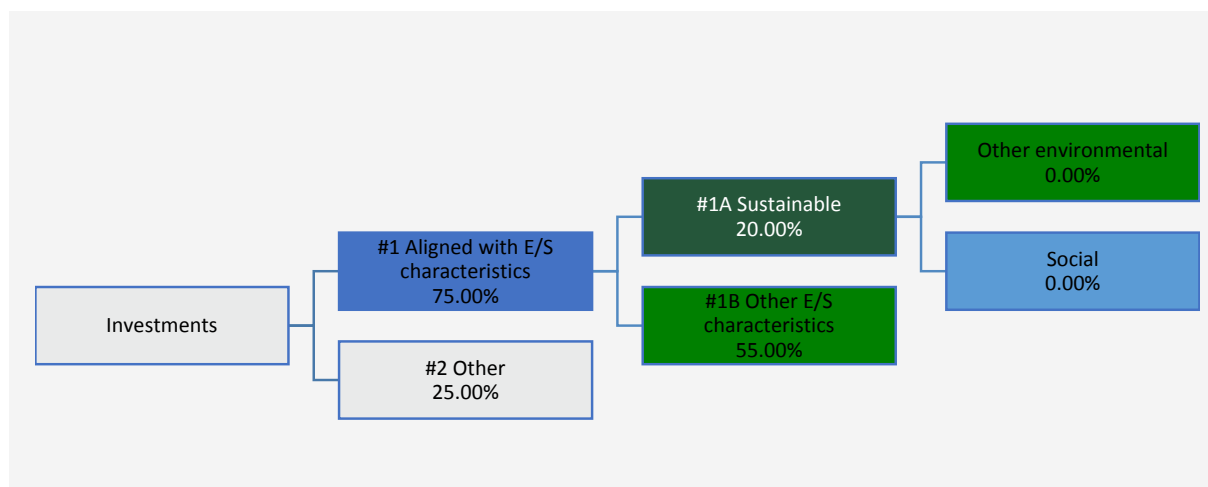 Investments
#1 Aligned with E/S
characteristics
75.00%
#2 Other
25.00%
#1A Sustainable
20.00%
#1B Other E/S
characteristics
55.00%
Other environmental
0.00%
Social
0.00%